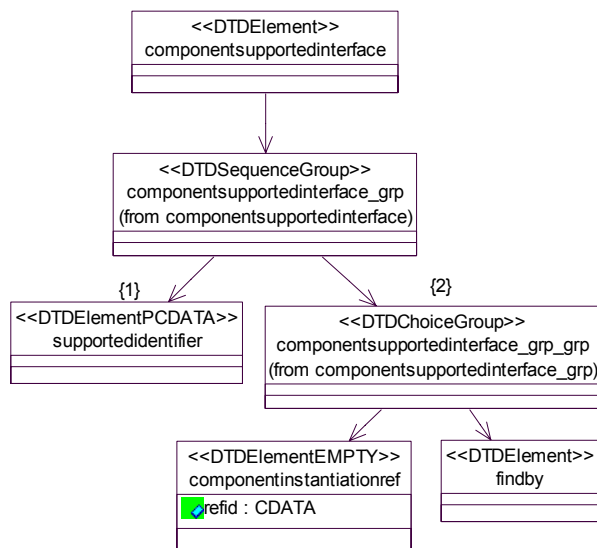 <<DTDElement>>
componentsupportedinterface
<<DTDSequenceGroup>>
componentsupportedinterface_grp
(from componentsupportedinterface)
{1}
{2}
<<DTDElementPCDATA>>
supportedidentifier
<<DTDChoiceGroup>>
componentsupportedinterface_grp_grp
(from componentsupportedinterface_grp)
<<DTDElementEMPTY>>
componentinstantiationref
refid : CDATA
<<DTDElement>>
findby